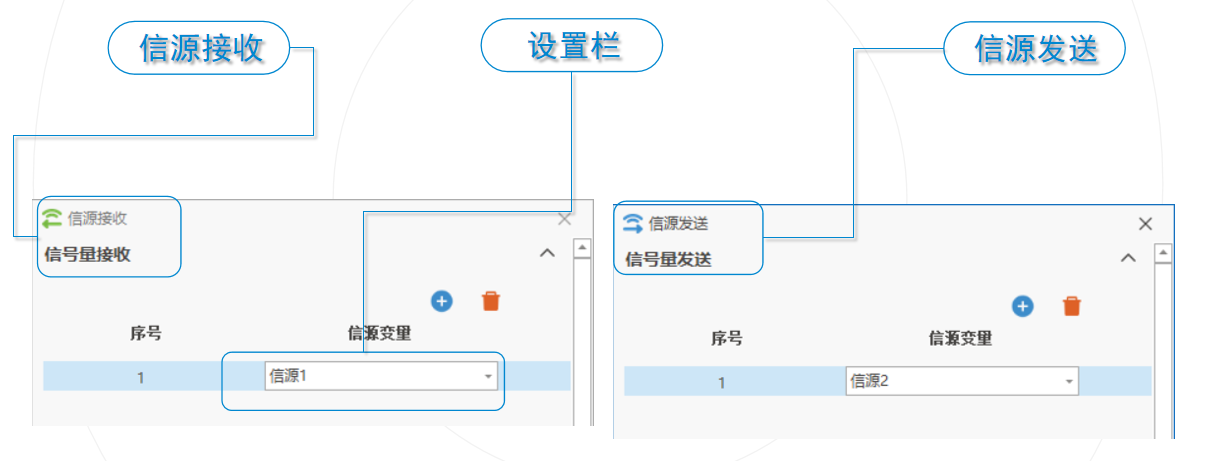 信源接收
设置栏
信源发送
信源接收
信号量接收
序号
信源变量
1
信源1
信源发送
信号量发送
序号
信源变量
1
信源2